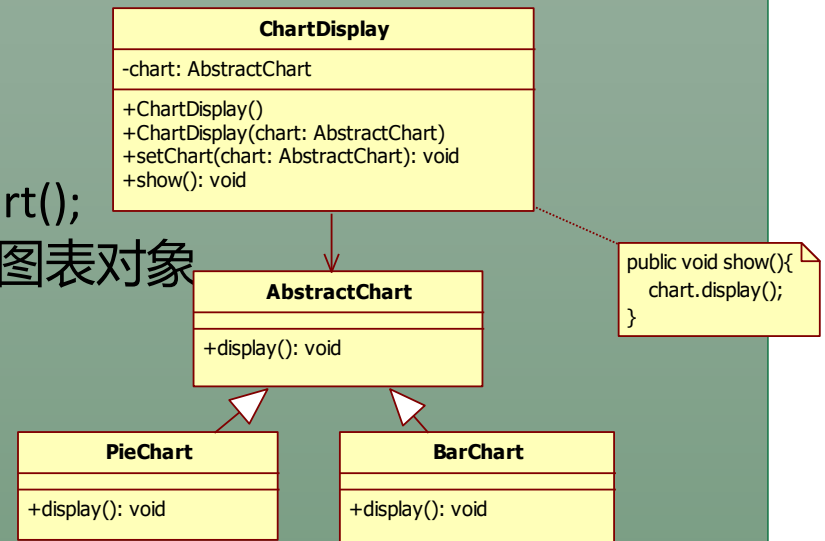 ChartDisplay
-chart: AbstractChart
+ChartDisplay()
+ChartDisplay(chart: AbstractChart)
+setChart(chart: AbstractChart): void
+show(): void
rt();
图表对象
public void show(){
chart.display();
}
AbstractChart
+display(): void
PieChart
+display(): void
BarChart
+display(): void